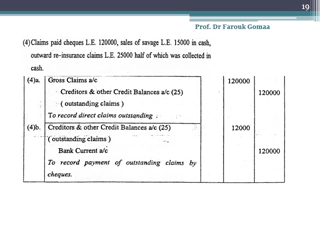 19
Prof. Dr Farouk Gomaa
(4)Claims paid cheques L.E. 120000, sales of savage L.E. 15000 in cash,
outward re-insurance claims L.E. 25000 half of which was collected in
cash.
(4)a. Gross Claims a/c 120000
Creditors & other Credit Balances a/c (25) 120000
( outstanding claims )
To record direct claims outstanding .
(4)b. Creditors & other Credit Balances a/c (25) 12000
( outstanding claims )
Bank Current a/c 120000
To record payment of outstanding claims by
cheques.